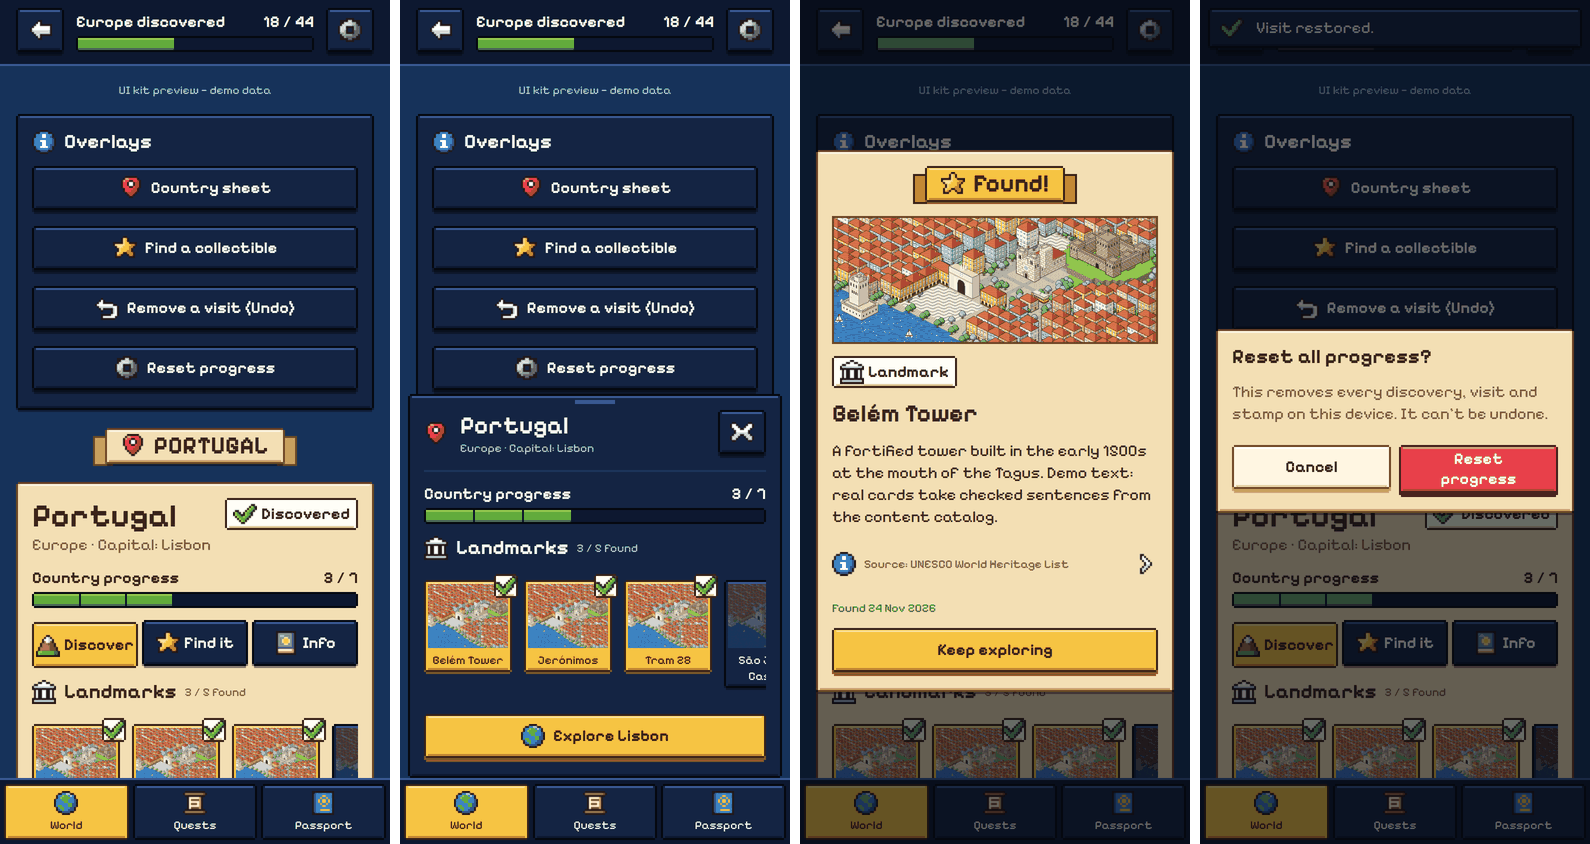 Europe discovered 18 / 44
UI kit preview - demo data
Overlays
Country sheet
Find a collectible
Remove a visit (Undo)
Reset progress
PORTUGAL
Portugal
Discovered
Europe · Capital: Lisbon
Country progress 3 / 7
Discover
Find it
Info
Landmarks 3 / 8 found
World
Quests
Passport
Europe discovered 18 / 44
UI kit preview - demo data
Overlays
Country sheet
Find a collectible
Remove a visit (Undo)
Reset progress
Portugal
Europe · Capital: Lisbon
Country progress 3 / 7
Landmarks 3 / 8 found
Belém Tower
Jerónimos
Tram 28
São
Explore Lisbon
World
Quests
Passport
Europe discovered 18 / 44
UI kit preview - demo data
Overlays
Found!
Landmark
Belém Tower
A fortified tower built in the early 1500s
at the mouth of the Tagus. Demo text:
real cards take checked sentences from
the content catalog.
Source: UNESCO World Heritage List
Found 24 Nov 2026
Keep exploring
Landmarks 3 / 8 found
World
Quests
Passport
Visit restored.
UI kit preview - demo data
Overlays
Country sheet
Find a collectible
Remove a visit (Undo)
Reset all progress?
This removes every discovery, visit and
stamp on this device. It can't be undone.
Cancel
Reset
progress
Portugal
Discovered
Europe · Capital: Lisbon
Country progress 3 / 7
Discover
Find it
Info
Landmarks 3 / 8 found
World
Quests
Passport